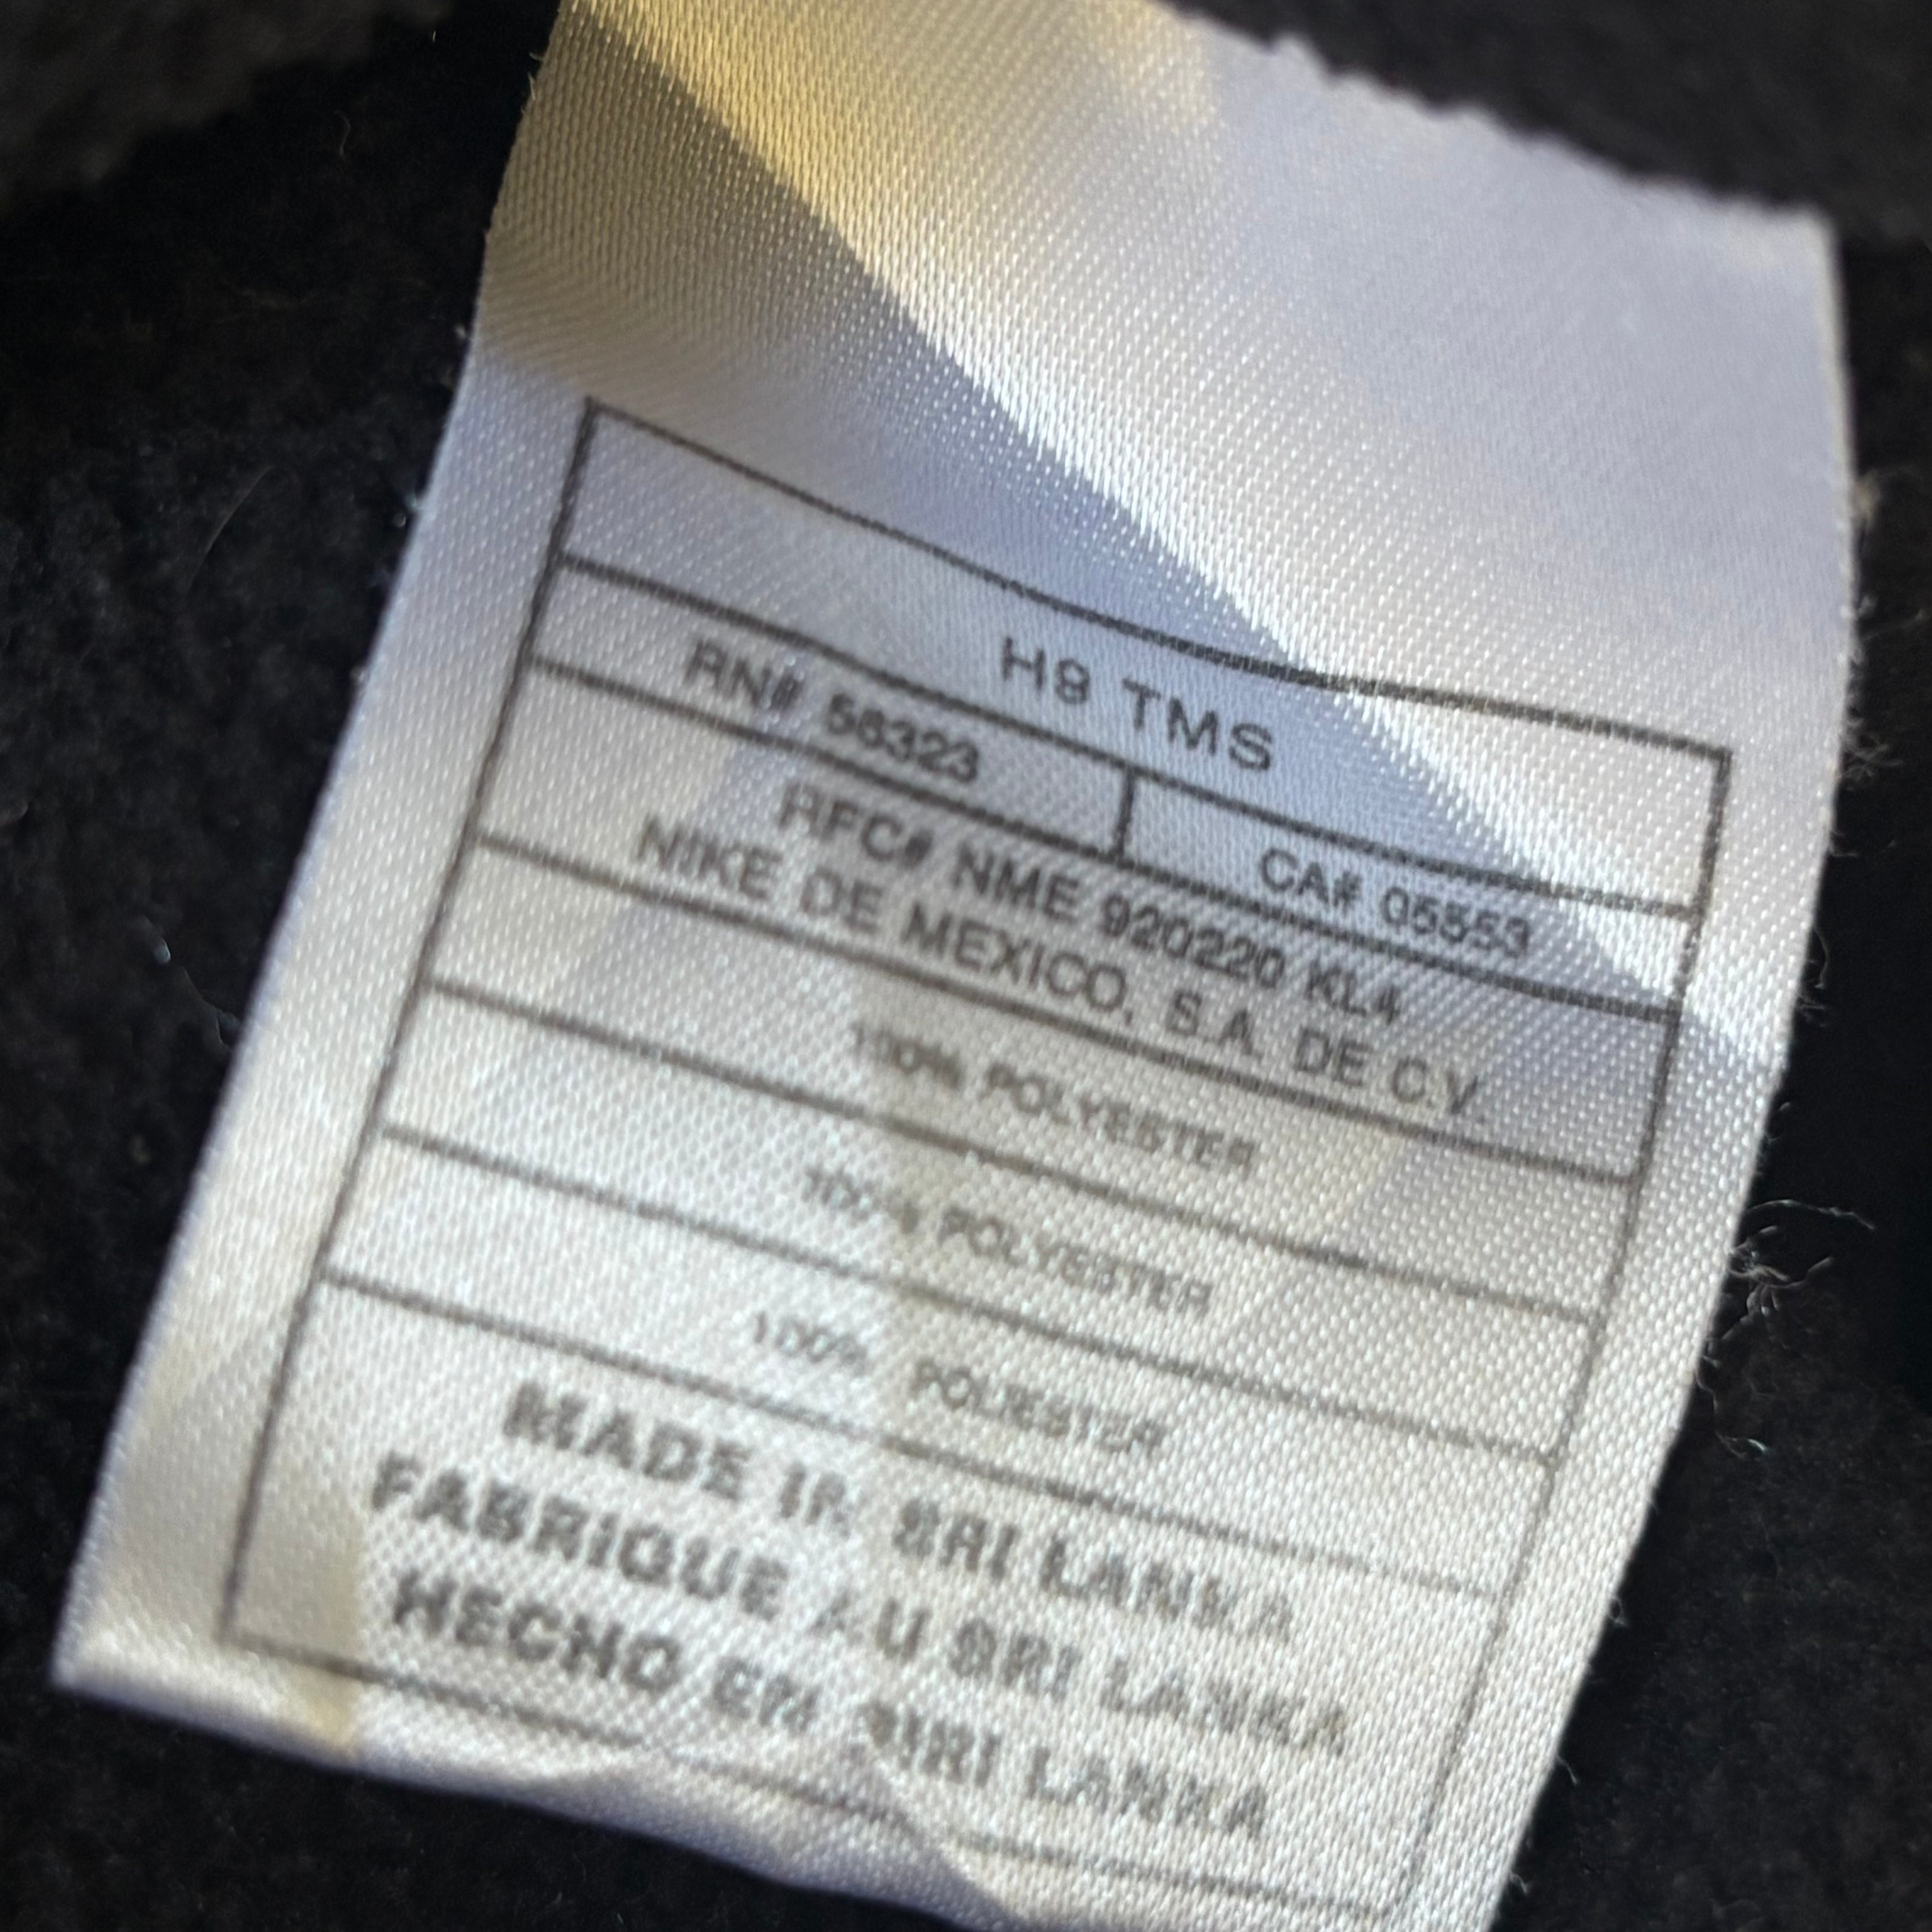 H8 TMS
RN# 56323
CA# 05553
RFC# NME 920220 KL4
NIKE DE MEXICO, S.A. DE C.V.
100% POLYESTER
100% POLYESTER
100% POLIESTER
MADE IN SRI LANKA
FABRIQUE AU SRI LANKA
HECHO EN SRI LANKA